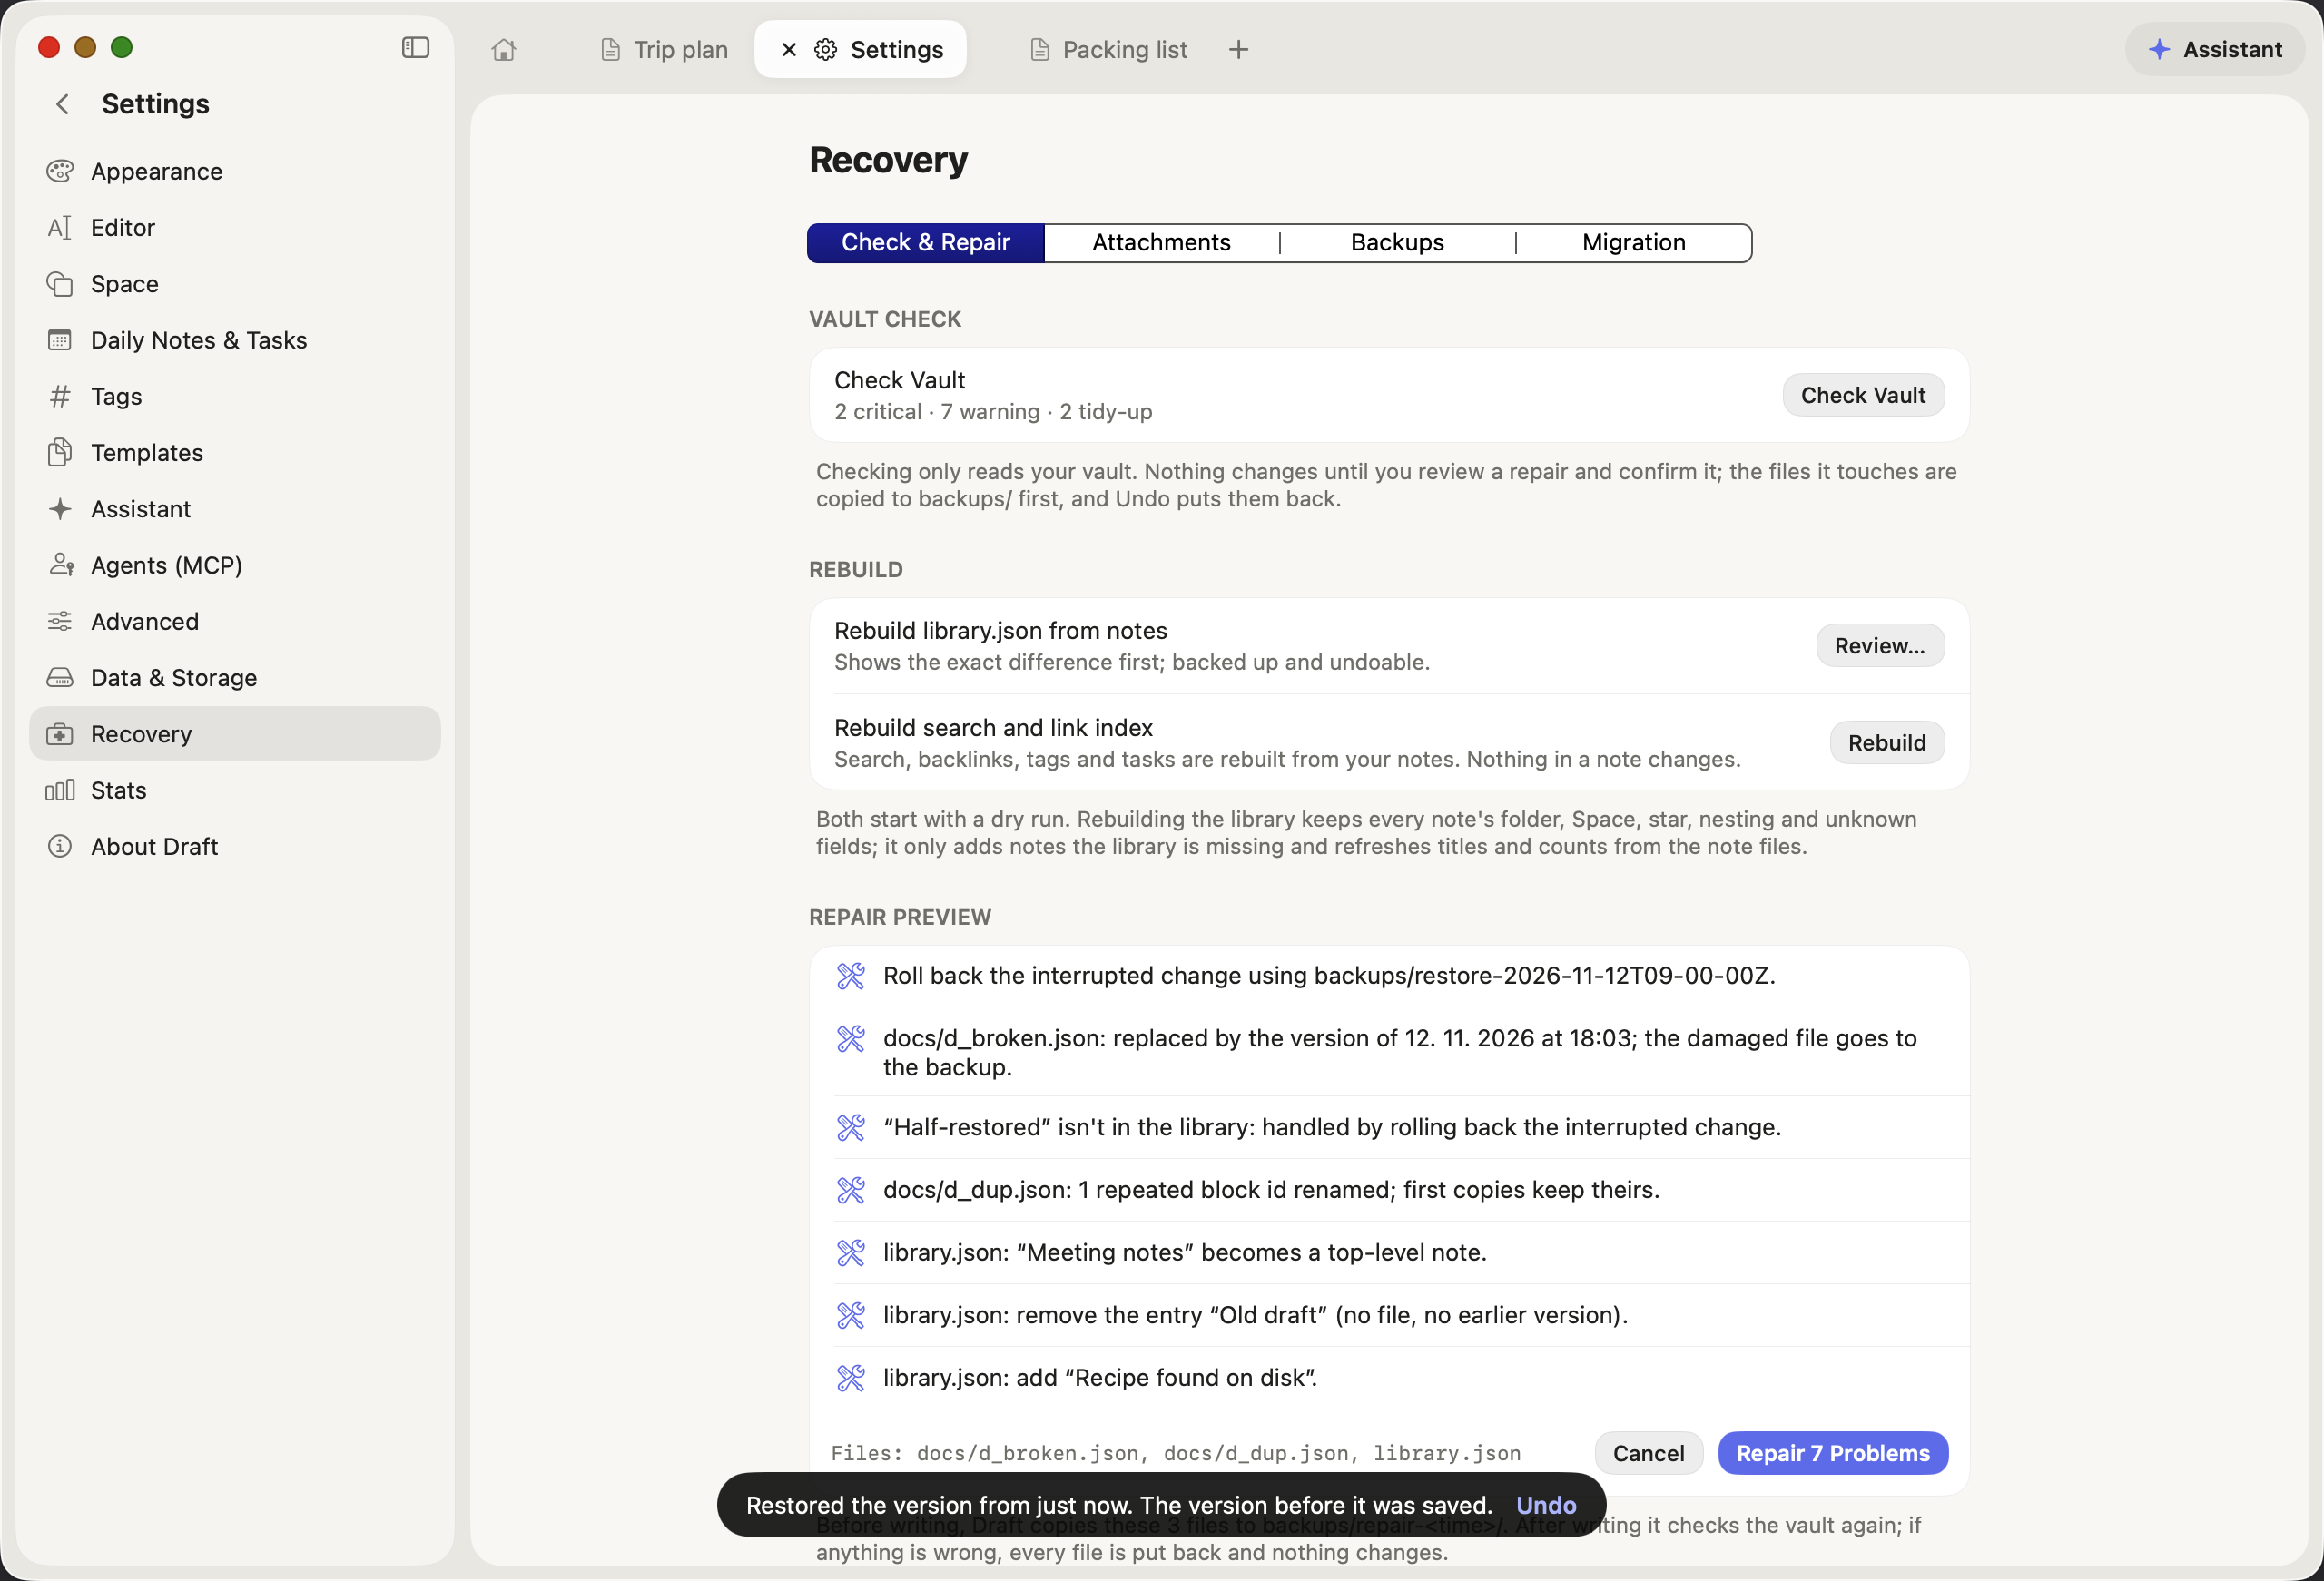 Settings
Appearance
Editor
Space
Daily Notes & Tasks
Tags
Templates
Assistant
Agents (MCP)
Advanced
Data & Storage
Recovery
Stats
About Draft
Trip plan
Settings
Packing list
Assistant
Recovery
Check & Repair
Attachments
Backups
Migration
VAULT CHECK
Check Vault
2 critical · 7 warning · 2 tidy-up
Check Vault
Checking only reads your vault. Nothing changes until you review a repair and confirm it; the files it touches are
copied to backups/ first, and Undo puts them back.
REBUILD
Rebuild library.json from notes
Shows the exact difference first; backed up and undoable.
Review...
Rebuild search and link index
Search, backlinks, tags and tasks are rebuilt from your notes. Nothing in a note changes.
Rebuild
Both start with a dry run. Rebuilding the library keeps every note's folder, Space, star, nesting and unknown
fields; it only adds notes the library is missing and refreshes titles and counts from the note files.
REPAIR PREVIEW
Roll back the interrupted change using backups/restore-2026-11-12T09-00-00Z.
docs/d_broken.json: replaced by the version of 12. 11. 2026 at 18:03; the damaged file goes to
the backup.
“Half-restored” isn't in the library: handled by rolling back the interrupted change.
docs/d_dup.json: 1 repeated block id renamed; first copies keep theirs.
library.json: “Meeting notes” becomes a top-level note.
library.json: remove the entry “Old draft” (no file, no earlier version).
library.json: add “Recipe found on disk”.
Files: docs/d_broken.json, docs/d_dup.json, library.json
Cancel
Repair 7 Problems
Restored the version from just now. The version before it was saved.
Undo
Before writing, Draft copies these 3 files to backups/repair-<time>/. After writing it checks the vault again; if
anything is wrong, every file is put back and nothing changes.